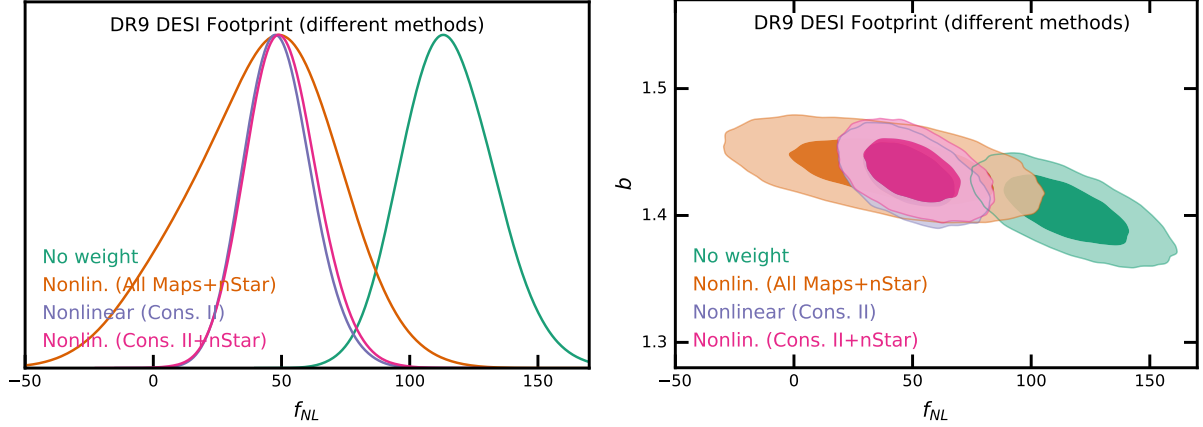 DR9 DESI Footprint (different methods)
No weight
Nonlin. (All Maps+nStar)
Nonlinear (Cons. II)
Nonlin. (Cons. II+nStar)
−50 0 50 100 150
f_NL
DR9 DESI Footprint (different methods)
1.5
1.4
1.3
b
No weight
Nonlin. (All Maps+nStar)
Nonlinear (Cons. II)
Nonlin. (Cons. II+nStar)
−50 0 50 100 150
f_NL